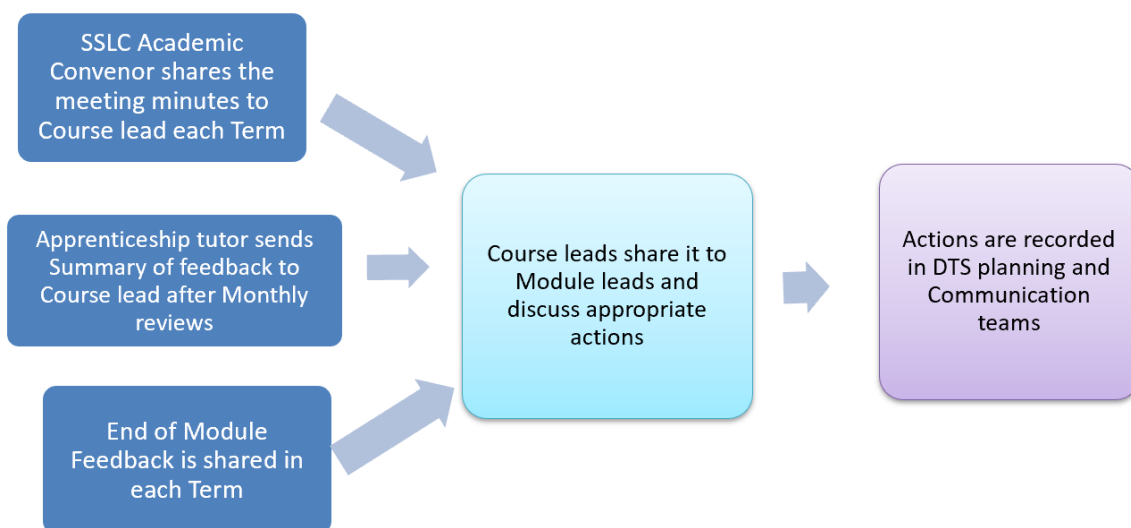 SSLC Academic
Convenor shares the
meeting minutes to
Course lead each Term
Apprenticeship tutor sends
Summary of feedback to
Course lead after Monthly
reviews
End of Module
Feedback is shared in
each Term
Course leads share it to
Module leads and
discuss appropriate
actions
Actions are recorded
in DTS planning and
Communication
teams